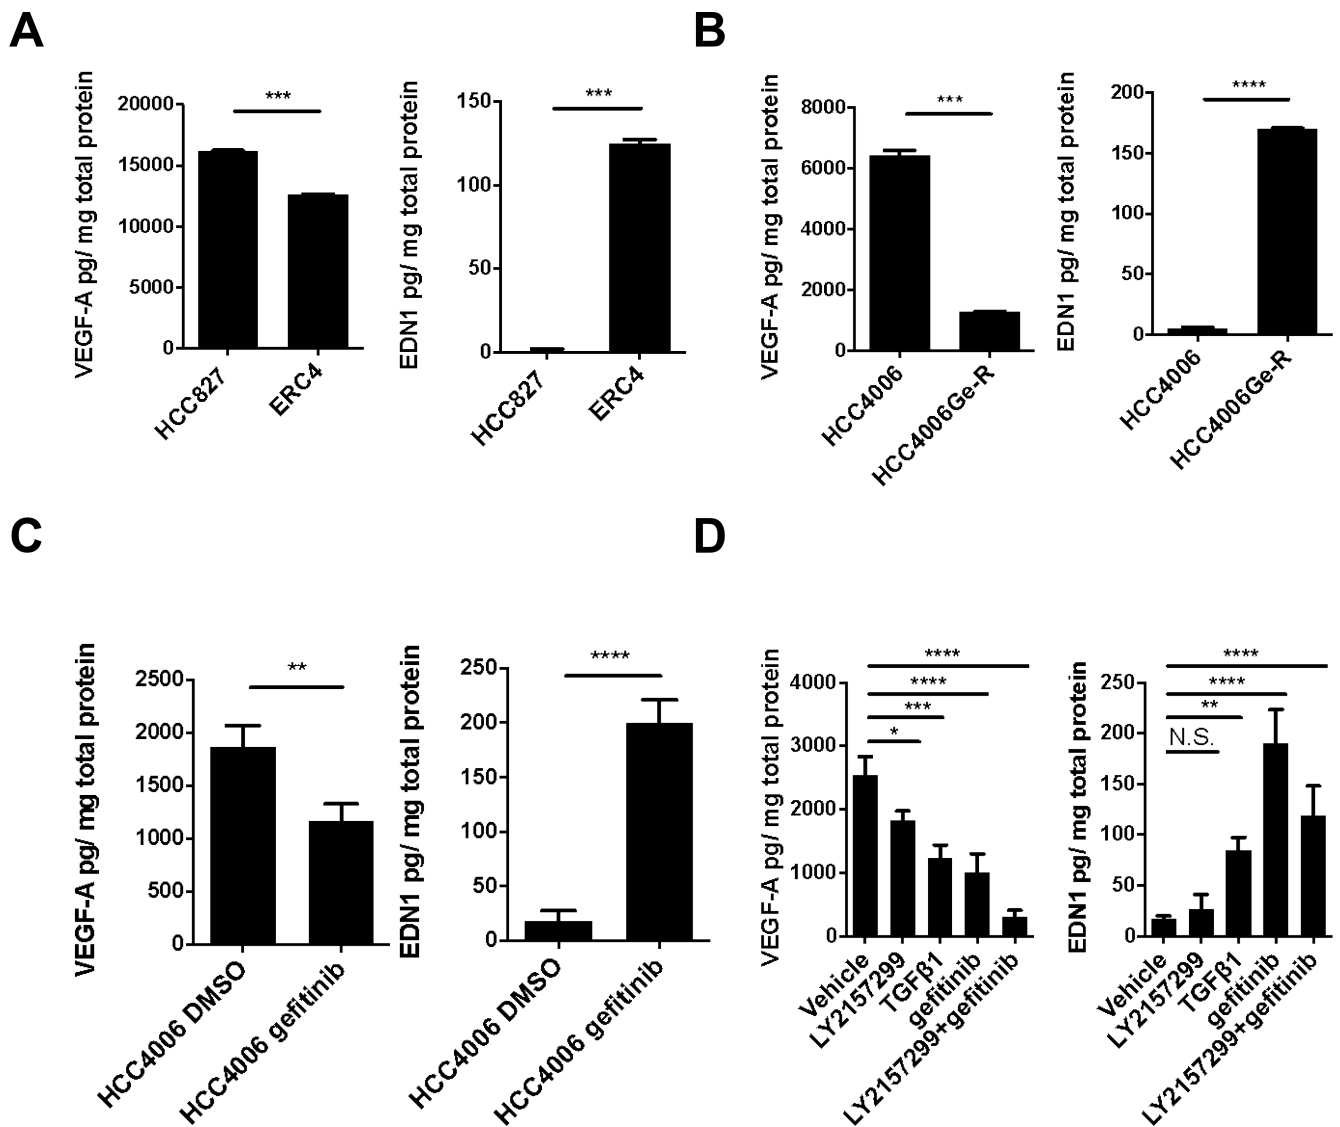 A
VEGF-A pg/ mg total protein
20000
15000
10000
5000
0
***
HCC827
ERC4
EDN1 pg/ mg total protein
150
100
50
0
***
HCC827
ERC4
B
VEGF-A pg/ mg total protein
8000
6000
4000
2000
0
***
HCC4006
HCC4006Ge-R
EDN1 pg/ mg total protein
200
150
100
50
0
****
HCC4006
HCC4006Ge-R
C
VEGF-A pg/ mg total protein
2500
2000
1500
1000
500
0
**
HCC4006 DMSO
HCC4006 gefitinib
EDN1 pg/ mg total protein
250
200
150
100
50
0
****
HCC4006 DMSO
HCC4006 gefitinib
D
VEGF-A pg/ mg total protein
4000
3000
2000
1000
0
****
****
***
*
Vehicle
LY2157299
TGFβ1
gefitinib
LY2157299+gefitinib
EDN1 pg/ mg total protein
250
200
150
100
50
0
****
****
**
N.S.
Vehicle
LY2157299
TGFβ1
gefitinib
LY2157299+gefitinib